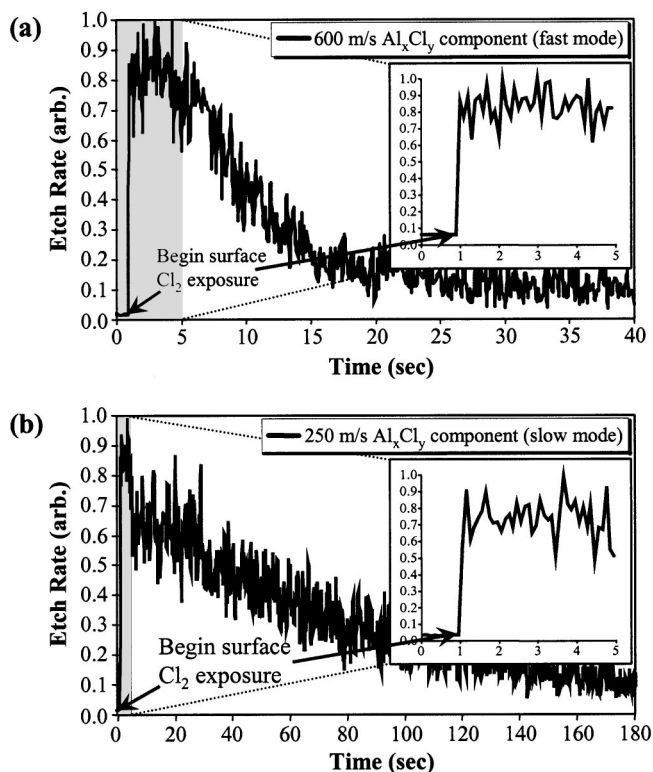 (a)
Etch Rate (arb.)
1.0
0.9
0.8
0.7
0.6
0.5
0.4
0.3
0.2
0.1
0.0
600 m/s AlₓClᵧ component (fast mode)
1.0
0.9
0.8
0.7
0.6
0.5
0.4
0.3
0.2
0.1
0.0
0 1 2 3 4 5
Begin surface
Cl₂ exposure
0 5 10 15 20 25 30 35 40
Time (sec)
(b)
Etch Rate (arb.)
1.0
0.9
0.8
0.7
0.6
0.5
0.4
0.3
0.2
0.1
0.0
250 m/s AlₓClᵧ component (slow mode)
1.0
0.9
0.8
0.7
0.6
0.5
0.4
0.3
0.2
0.1
0.0
0 1 2 3 4 5
Begin surface
Cl₂ exposure
0 20 40 60 80 100 120 140 160 180
Time (sec)